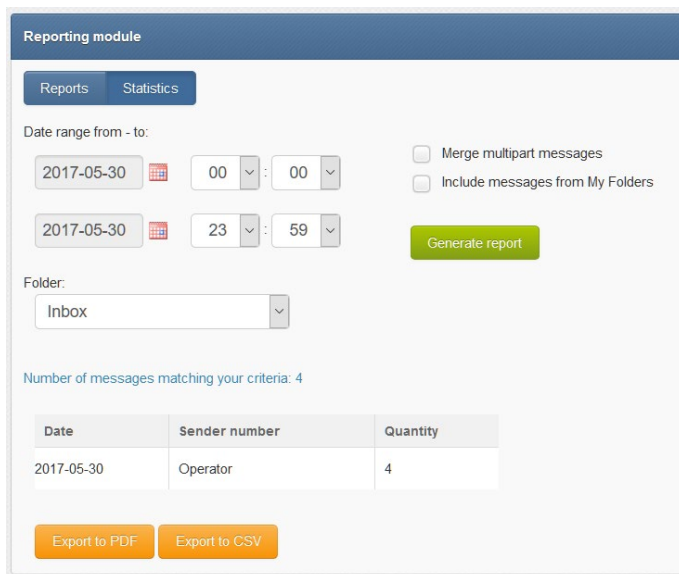 Reporting module
Reports Statistics
Date range from - to:
2017-05-30 00 : 00
Merge multipart messages
Include messages from My Folders
2017-05-30 23 : 59
Generate report
Folder:
Inbox
Number of messages matching your criteria: 4
Date Sender number Quantity
2017-05-30 Operator 4
Export to PDF Export to CSV